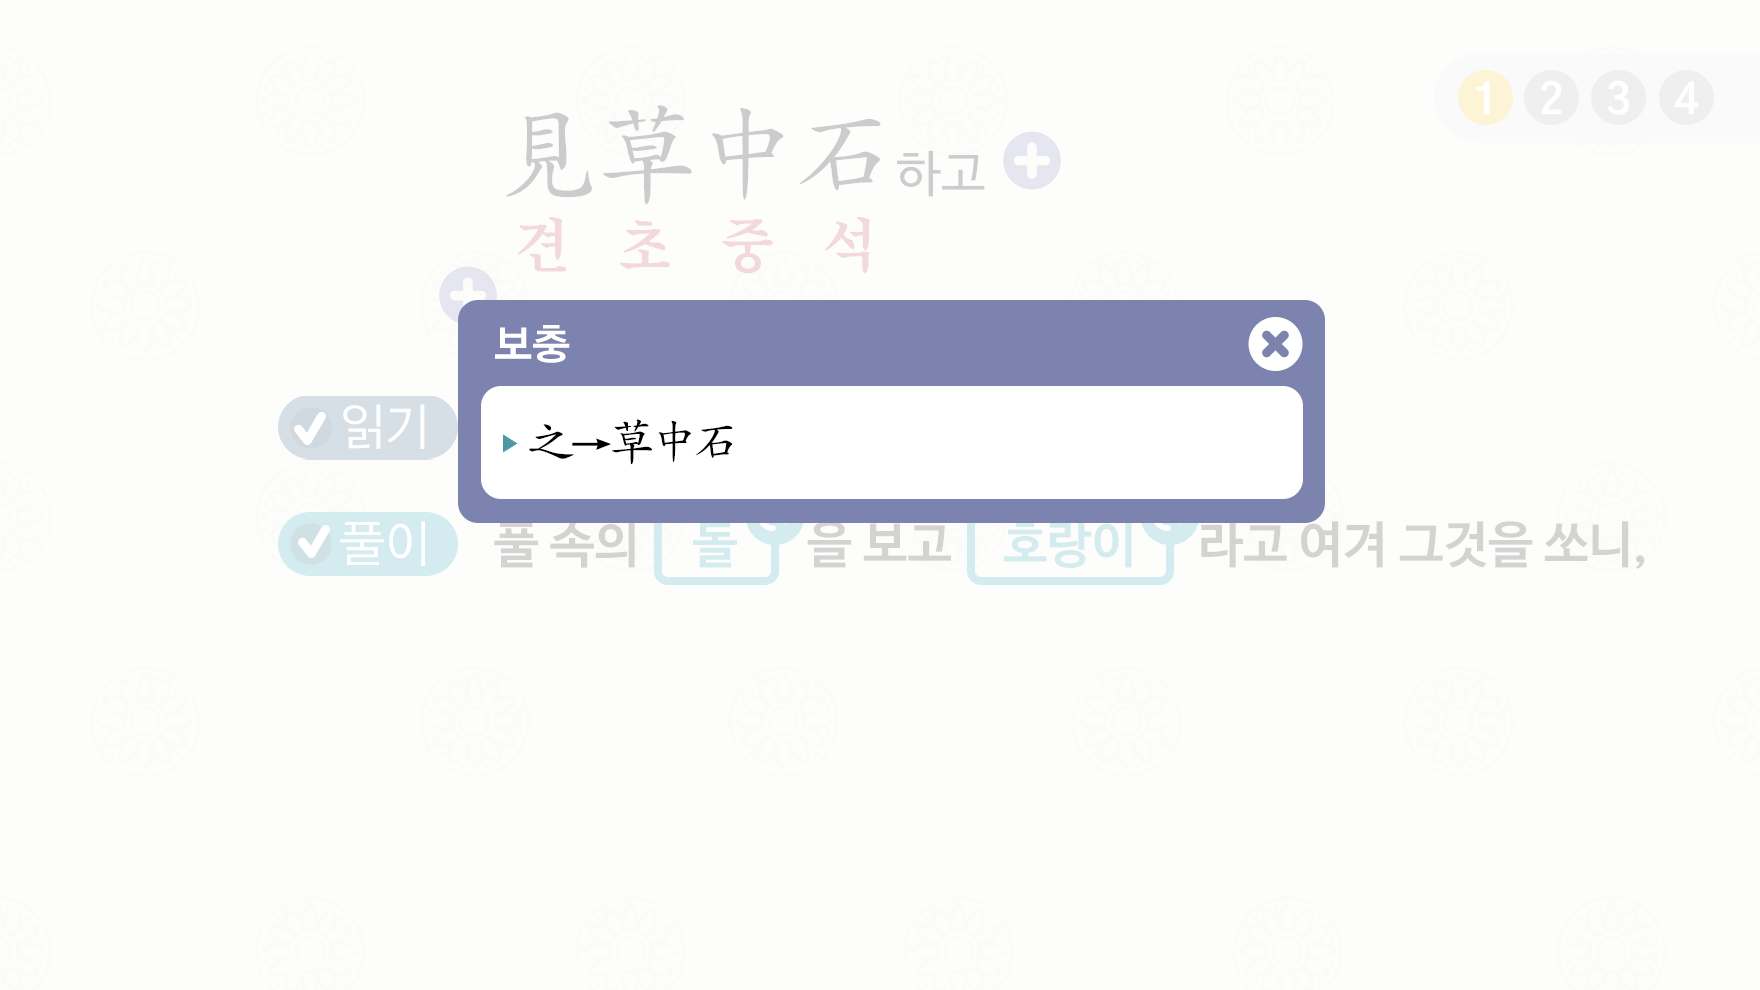 1 2 3 4
見草中石하고
견 초 중 석
보충
之→草中石
읽기
풀이 풀 속의 돌 을 보고 호랑이 라고 여겨 그것을 쏘니,